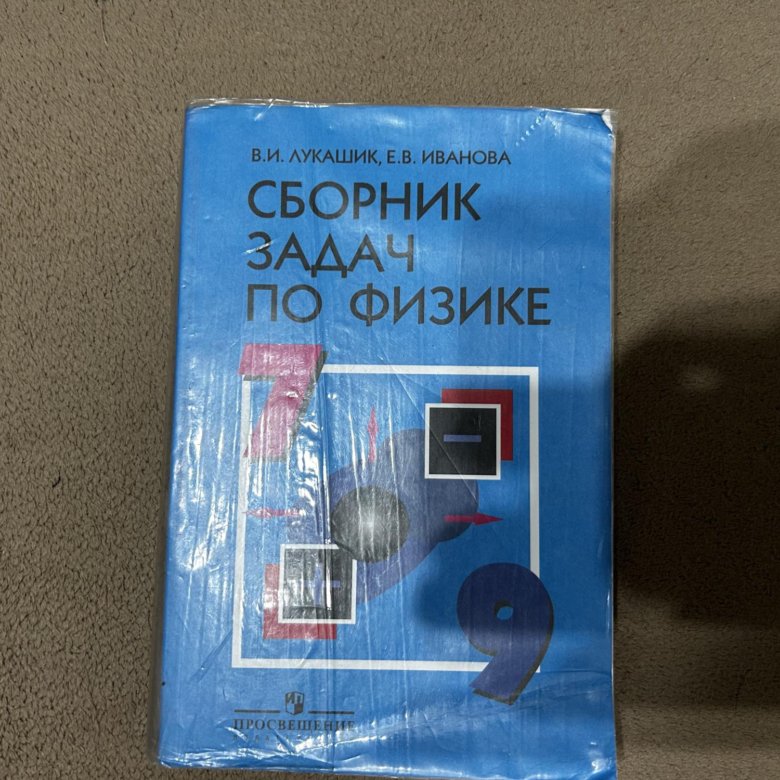 В.И. ЛУКАШИК, Е.В. ИВАНОВА
СБОРНИК
ЗАДАЧ
ПО ФИЗИКЕ
7
9
ПРОСВЕЩЕНИЕ